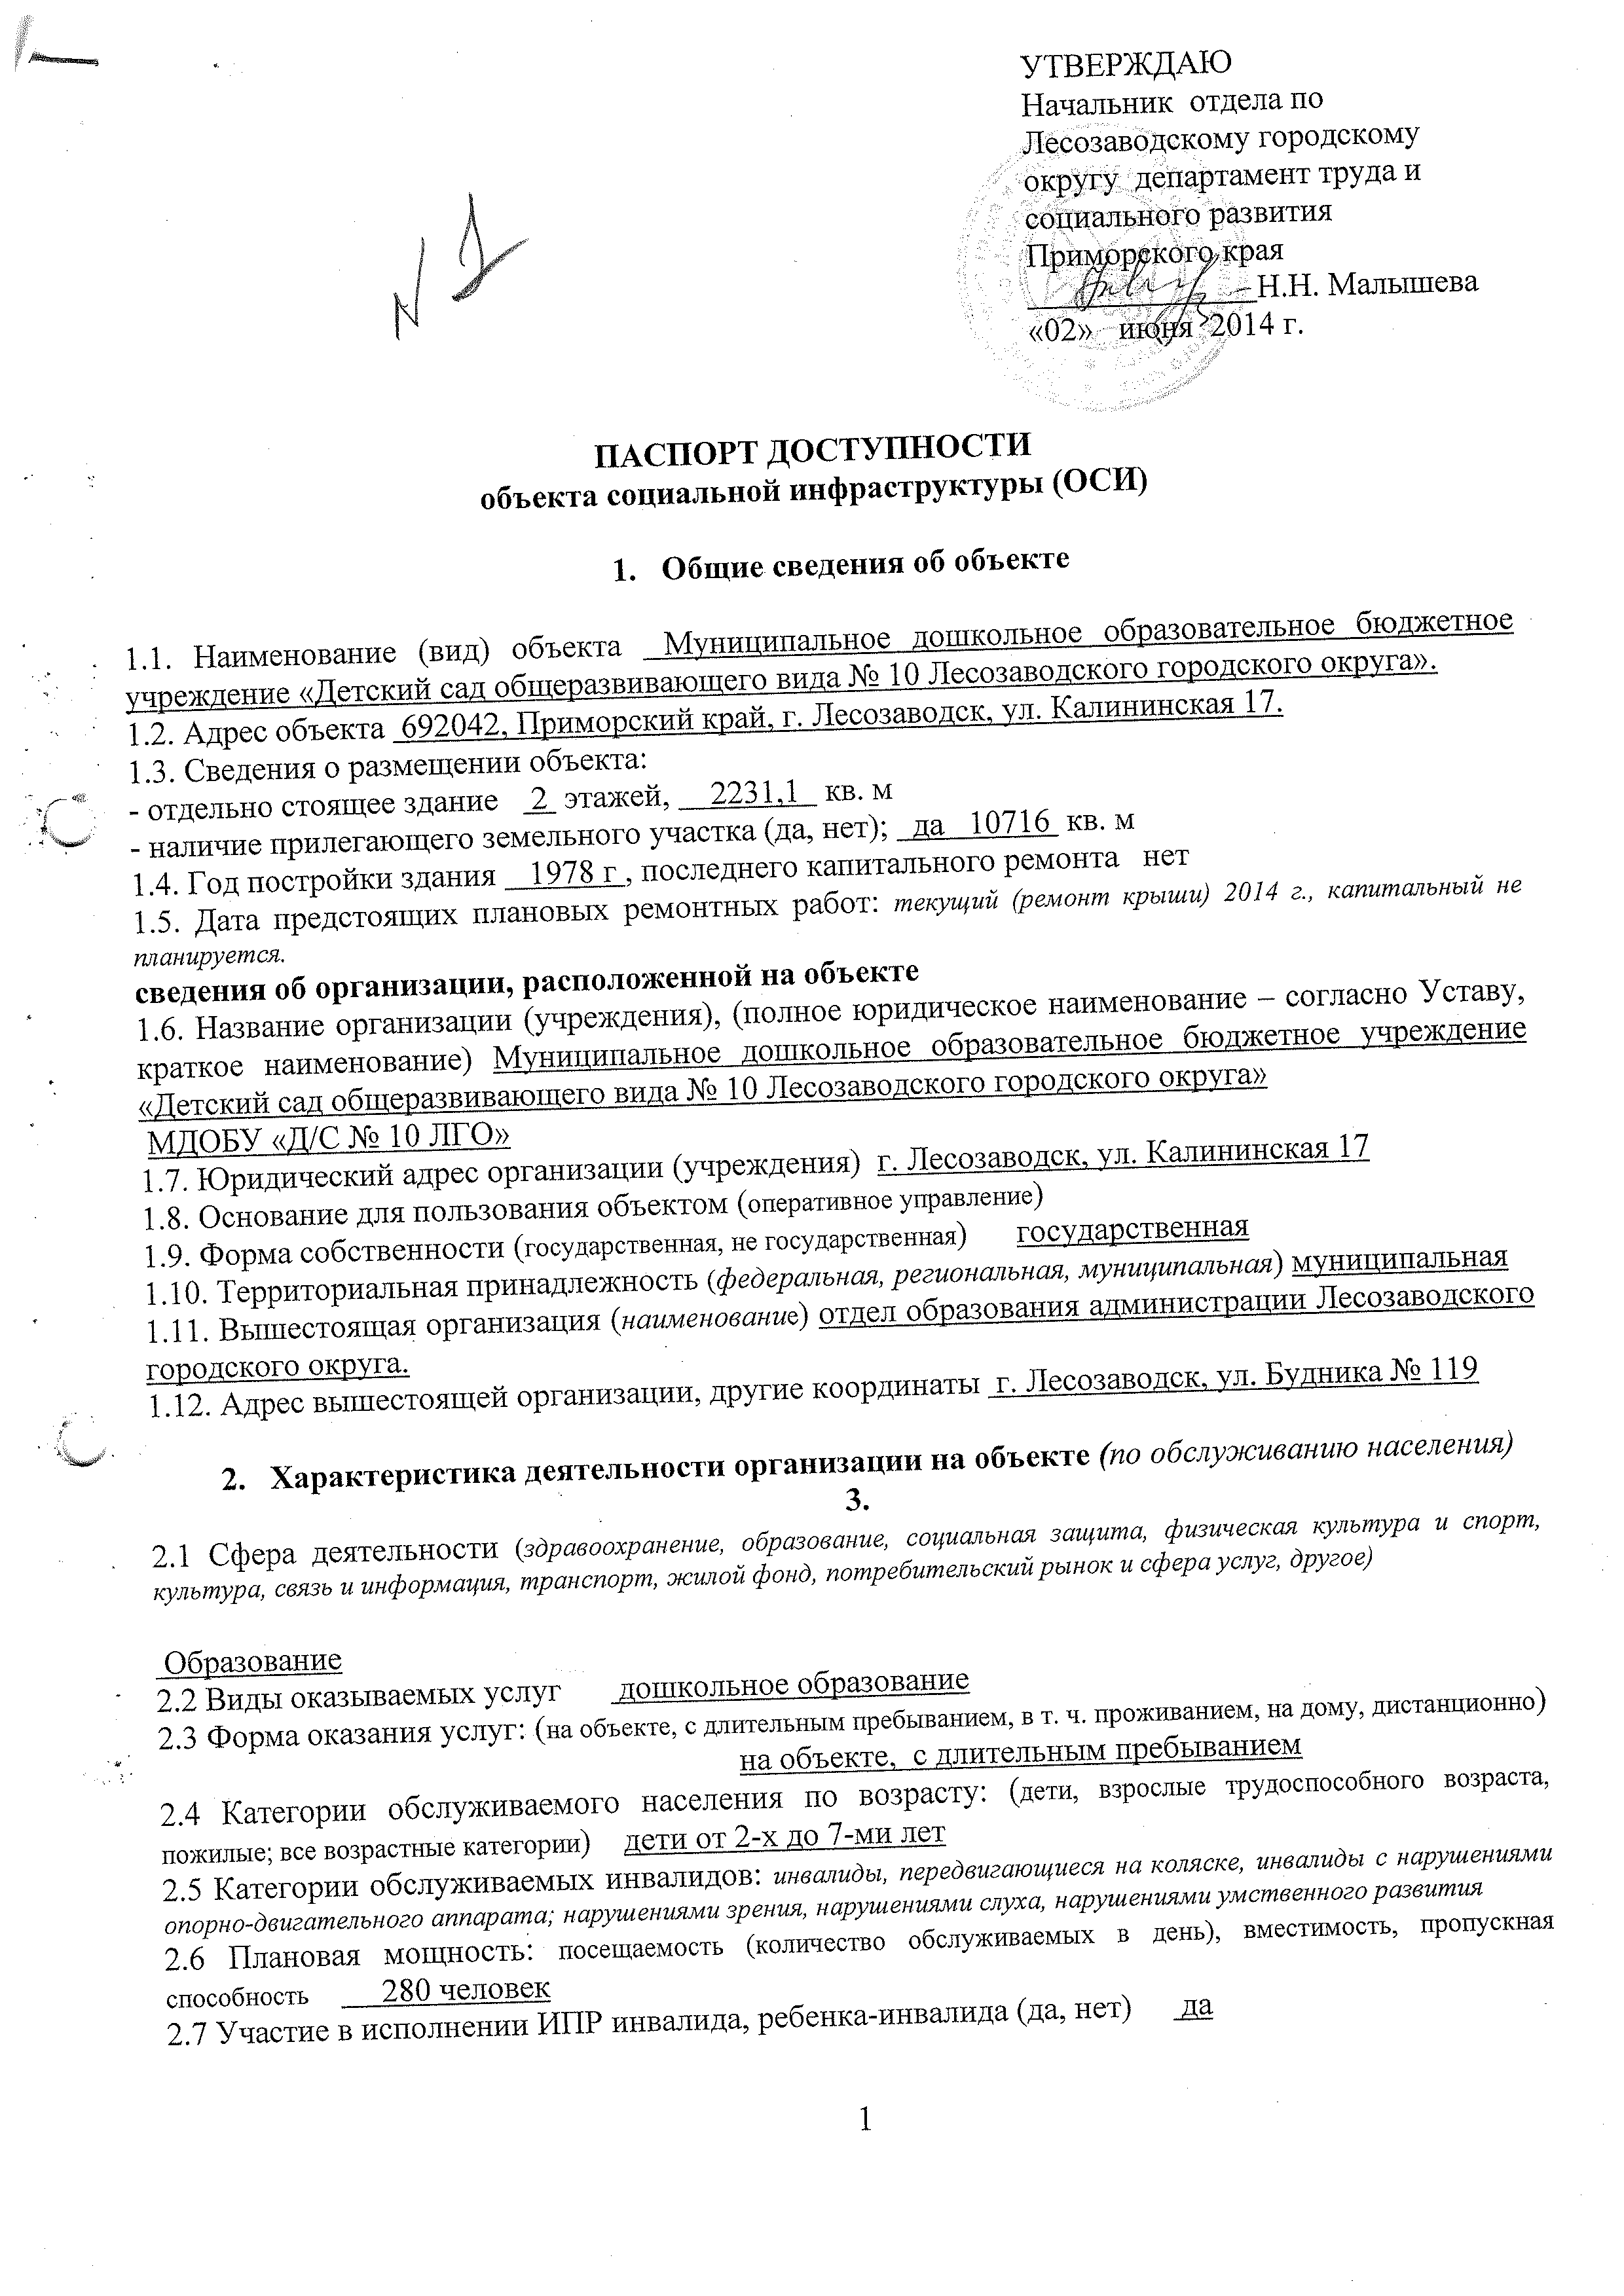 УТВЕРЖДАЮ
Начальник отдела по
Лесозаводскому городскому
округу департамент труда и
социального развития
Приморского края
Н.Н. Малышева
«02» июня 2014 г.
ПАСПОРТ ДОСТУПНОСТИ
объекта социальной инфраструктуры (ОСИ)
1. Общие сведения об объекте
1.1. Наименование (вид) объекта Муниципальное дошкольное образовательное бюджетное
учреждение «Детский сад общеразвивающего вида № 10 Лесозаводского городского округа».
1.2. Адрес объекта 692042, Приморский край, г. Лесозаводск, ул. Калининская 17.
1.3. Сведения о размещении объекта:
- отдельно стоящее здание 2 этажей, 2231,1 кв. м
- наличие прилегающего земельного участка (да, нет); да 10716 кв. м
1.4. Год постройки здания 1978 г , последнего капитального ремонта нет
1.5. Дата предстоящих плановых ремонтных работ: текущий (ремонт крыши) 2014 г., капитальный не
планируется.
сведения об организации, расположенной на объекте
1.6. Название организации (учреждения), (полное юридическое наименование – согласно Уставу,
краткое наименование) Муниципальное дошкольное образовательное бюджетное учреждение
«Детский сад общеразвивающего вида № 10 Лесозаводского городского округа»
МДОБУ «Д/С № 10 ЛГО»
1.7. Юридический адрес организации (учреждения) г. Лесозаводск, ул. Калининская 17
1.8. Основание для пользования объектом (оперативное управление)
1.9. Форма собственности (государственная, не государственная) государственная
1.10. Территориальная принадлежность (федеральная, региональная, муниципальная) муниципальная
1.11. Вышестоящая организация (наименование) отдел образования администрации Лесозаводского
городского округа.
1.12. Адрес вышестоящей организации, другие координаты г. Лесозаводск, ул. Будника № 119
2. Характеристика деятельности организации на объекте (по обслуживанию населения)
3.
2.1 Сфера деятельности (здравоохранение, образование, социальная защита, физическая культура и спорт,
культура, связь и информация, транспорт, жилой фонд, потребительский рынок и сфера услуг, другое)
Образование
2.2 Виды оказываемых услуг дошкольное образование
2.3 Форма оказания услуг: (на объекте, с длительным пребыванием, в т. ч. проживанием, на дому, дистанционно)
на объекте, с длительным пребыванием
2.4 Категории обслуживаемого населения по возрасту: (дети, взрослые трудоспособного возраста,
пожилые; все возрастные категории) дети от 2-х до 7-ми лет
2.5 Категории обслуживаемых инвалидов: инвалиды, передвигающиеся на коляске, инвалиды с нарушениями
опорно-двигательного аппарата; нарушениями зрения, нарушениями слуха, нарушениями умственного развития
2.6 Плановая мощность: посещаемость (количество обслуживаемых в день), вместимость, пропускная
способность 280 человек
2.7 Участие в исполнении ИПР инвалида, ребенка-инвалида (да, нет) да
1